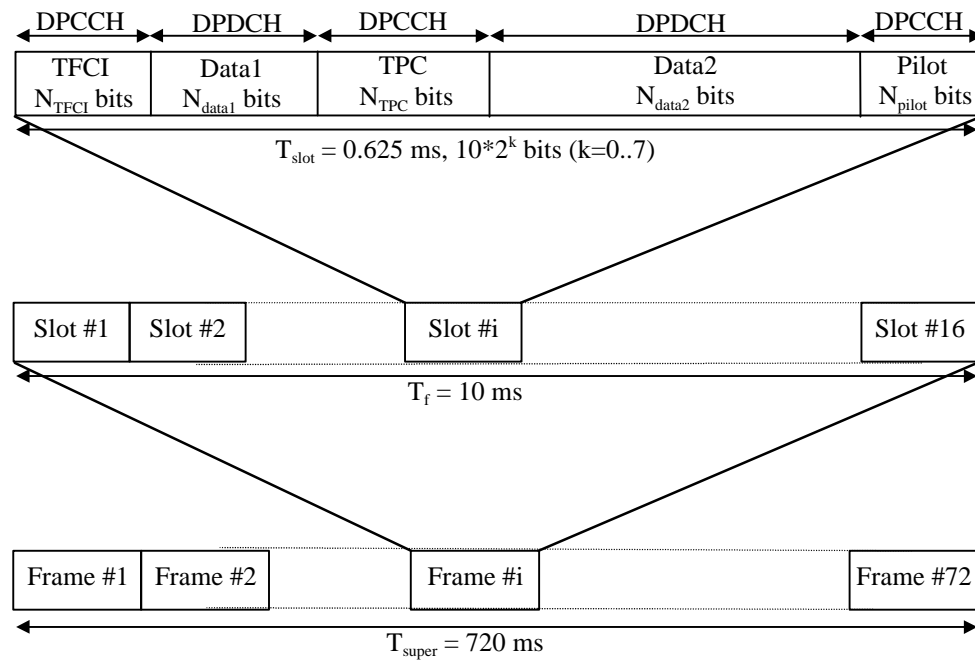 DPCCH DPDCH DPCCH DPDCH DPCCH
TFCI Data1 TPC Data2 Pilot
N_TFCI bits N_data1 bits N_TPC bits N_data2 bits N_pilot bits
T_slot = 0.625 ms, 10*2^k bits (k=0..7)
Slot #1 Slot #2 Slot #i Slot #16
T_f = 10 ms
Frame #1 Frame #2 Frame #i Frame #72
T_super = 720 ms